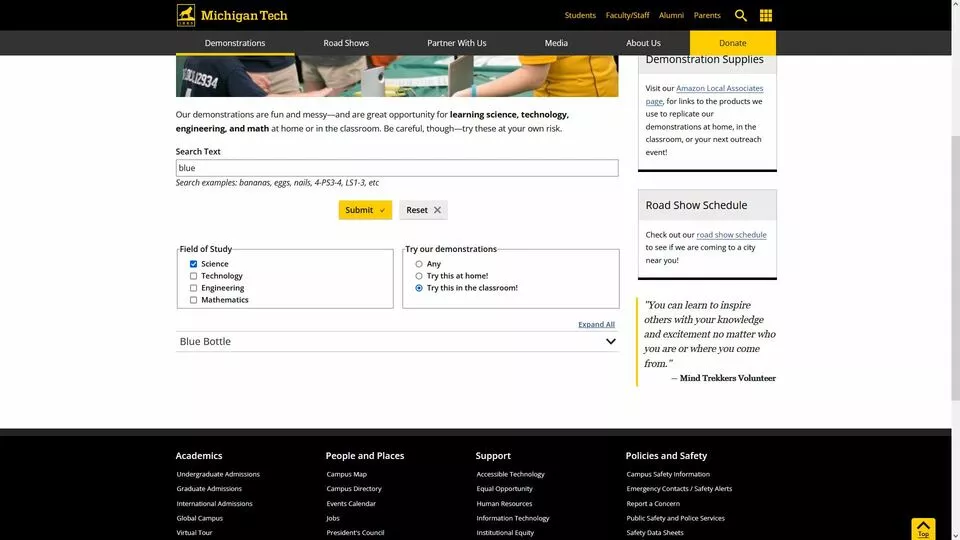 Michigan Tech
1885
Students Faculty/Staff Alumni Parents
Demonstrations Road Shows Partner With Us Media About Us Donate
Our demonstrations are fun and messy—and are great opportunity for learning science, technology,
engineering, and math at home or in the classroom. Be careful, though—try these at your own risk.
Search Text
blue
Search examples: bananas, eggs, nails, 4-PS3-4, LS1-3, etc
Submit
Reset
Field of Study
Science
Technology
Engineering
Mathematics
Try our demonstrations
Any
Try this at home!
Try this in the classroom!
Expand All
Blue Bottle
Demonstration Supplies
Visit our Amazon Local Associates
page, for links to the products we
use to replicate our
demonstrations at home, in the
classroom, or your next outreach
event!
Road Show Schedule
Check out our road show schedule
to see if we are coming to a city
near you!
"You can learn to inspire
others with your knowledge
and excitement no matter who
you are or where you come
from."
— Mind Trekkers Volunteer
Academics
Undergraduate Admissions
Graduate Admissions
International Admissions
Global Campus
Virtual Tour
People and Places
Campus Map
Campus Directory
Events Calendar
Jobs
President's Council
Support
Accessible Technology
Equal Opportunity
Human Resources
Information Technology
Institutional Equity
Policies and Safety
Campus Safety Information
Emergency Contacts / Safety Alerts
Report a Concern
Public Safety and Police Services
Safety Data Sheets
Top